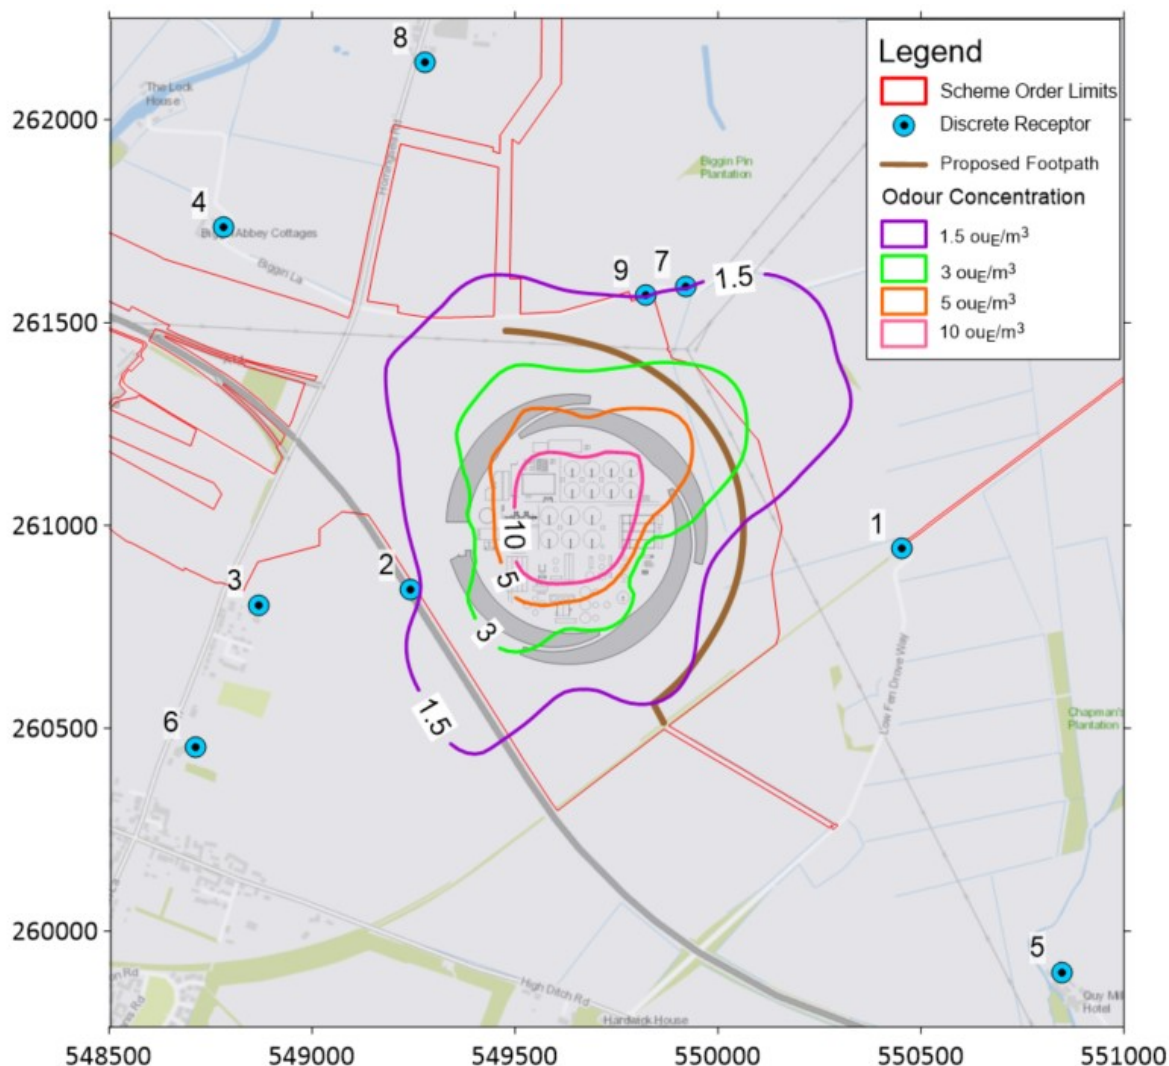 Legend
Scheme Order Limits
Discrete Receptor
Proposed Footpath
Odour Concentration
1.5 ouE/m³
3 ouE/m³
5 ouE/m³
10 ouE/m³
8
The Lock
House
262000
Horningsea Rd
Biggin Pin
Plantation
4
Abbey Cottages
Biggin La
9
7
1.5
261500
A14
261000
10
1
2
5
3
3
Low Fen Drove Way
Chapman's
Plantation
260500
6
1.5
260000
5
Quy Mill
Hotel
High Ditch Rd
Hardwick House
548500
549000
549500
550000
550500
551000